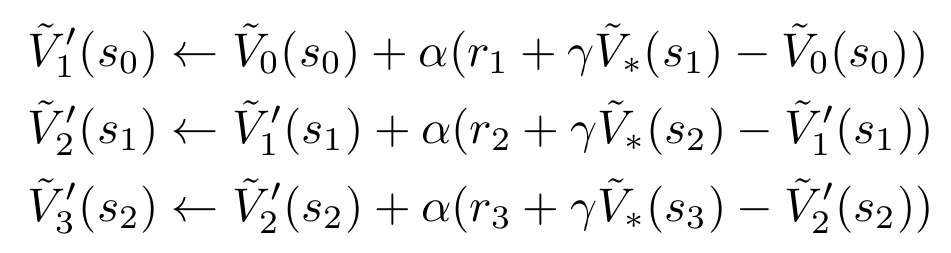 Ṽ′₁(s₀) ← Ṽ₀(s₀) + α(r₁ + γṼ∗(s₁) − Ṽ₀(s₀))
Ṽ′₂(s₁) ← Ṽ′₁(s₁) + α(r₂ + γṼ∗(s₂) − Ṽ′₁(s₁))
Ṽ′₃(s₂) ← Ṽ′₂(s₂) + α(r₃ + γṼ∗(s₃) − Ṽ′₂(s₂))